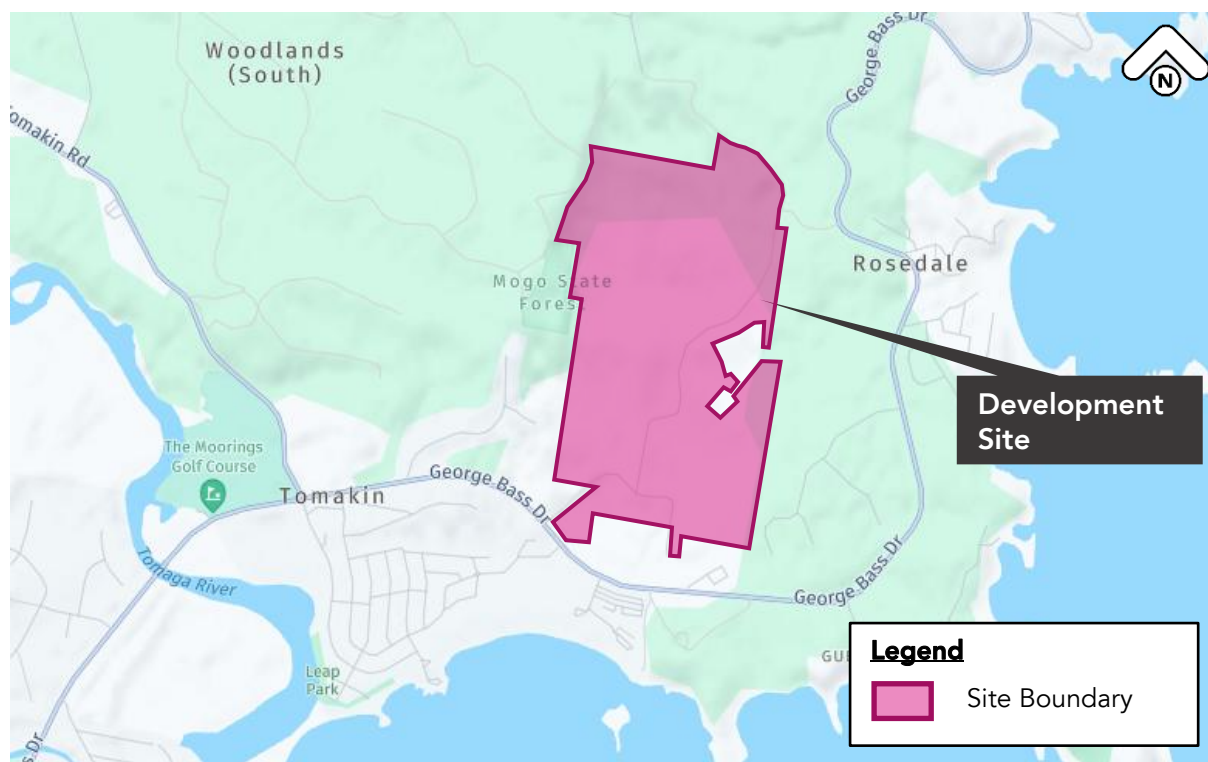 Woodlands
(South)
George Bass Dr
N
Tomakin Rd
Rosedale
Mogo State
Forest
Development
Site
The Moorings
Golf Course
George Bass Dr
Tomakin
Tomaga River
George Bass Dr
Leap
Park
Legend
Site Boundary